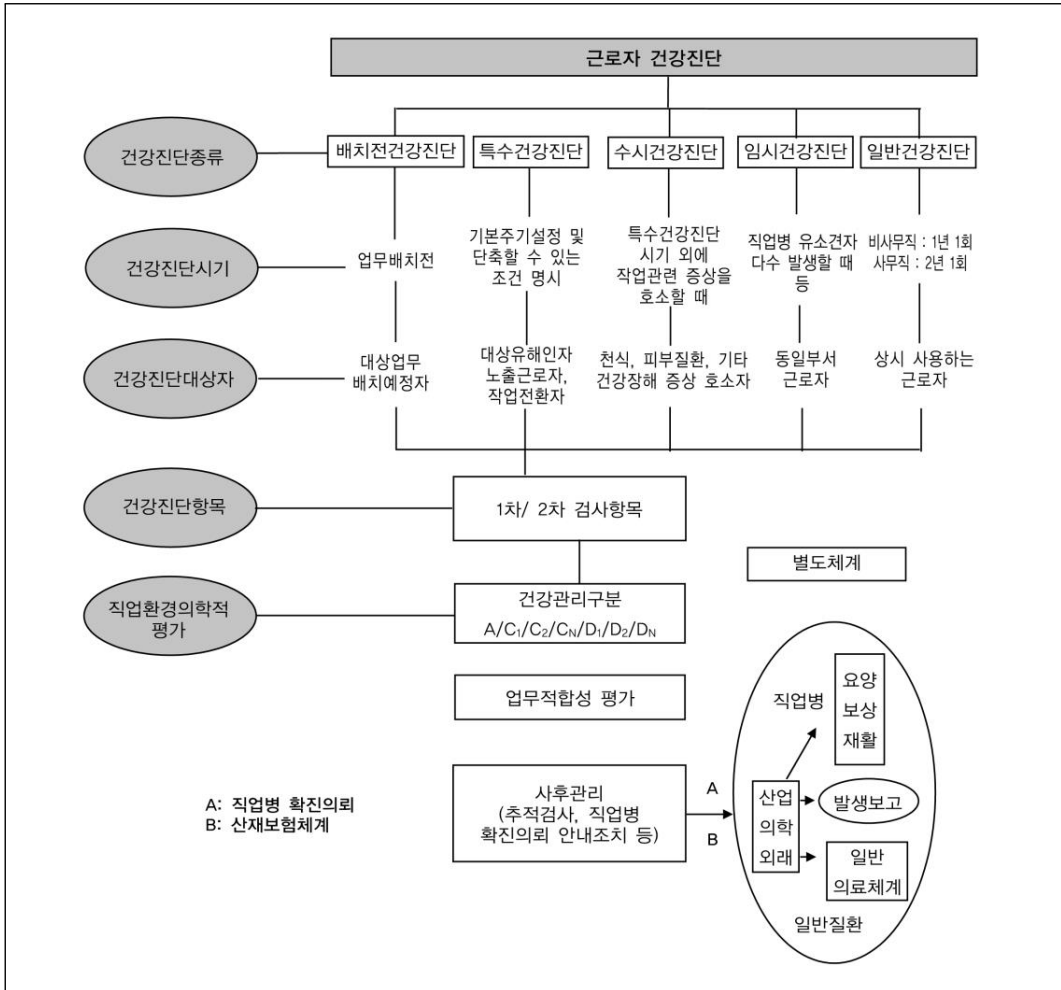 근로자 건강진단
건강진단종류
배치전건강진단
특수건강진단
수시건강진단
임시건강진단
일반건강진단
건강진단시기
업무배치전
기본주기설정 및
단축할 수 있는
조건 명시
특수건강진단
시기 외에
작업관련 증상을
호소할 때
직업병 유소견자
다수 발생할 때
등
비사무직 : 1년 1회
사무직 : 2년 1회
건강진단대상자
대상업무
배치예정자
대상유해인자
노출근로자,
작업전환자
천식, 피부질환, 기타
건강장해 증상 호소자
동일부서
근로자
상시 사용하는
근로자
건강진단항목
1차/ 2차 검사항목
별도체계
직업환경의학적
평가
건강관리구분
A/C₁/C₂/C_N/D₁/D₂/D_N
업무적합성 평가
사후관리
(추적검사, 직업병
확진의뢰 안내조치 등)
A: 직업병 확진의뢰
B: 산재보험체계
A
B
직업병
요양
보상
재활
산업
의학
외래
발생보고
일반
의료체계
일반질환